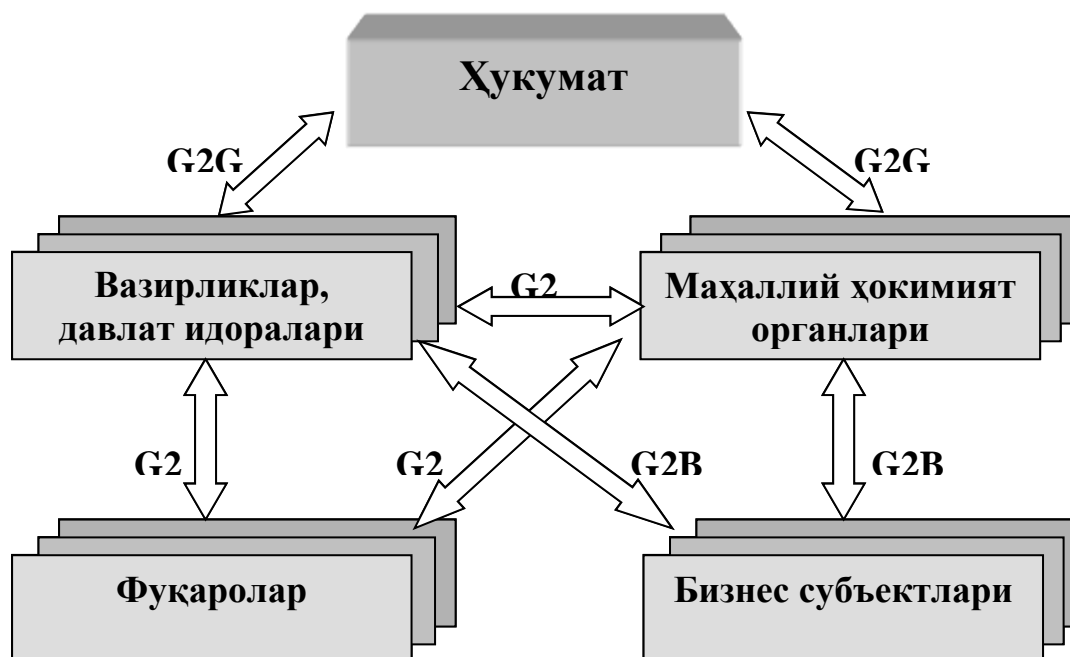 Ҳукумат
G2G
G2G
Вазирликлар,
давлат идоралари
G2
Маҳаллий ҳокимият
органлари
G2
G2
G2B
G2B
Фуқаролар
Бизнес субъектлари